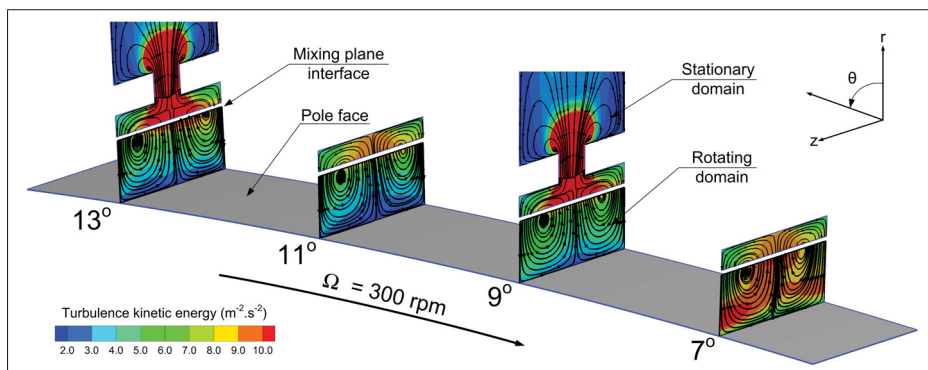 Mixing plane
interface
Pole face
Stationary
domain
Rotating
domain
r
θ
z
13°
11°
9°
7°
Ω = 300 rpm
Turbulence kinetic energy (m⁻².s⁻²)
2.0 3.0 4.0 5.0 6.0 7.0 8.0 9.0 10.0